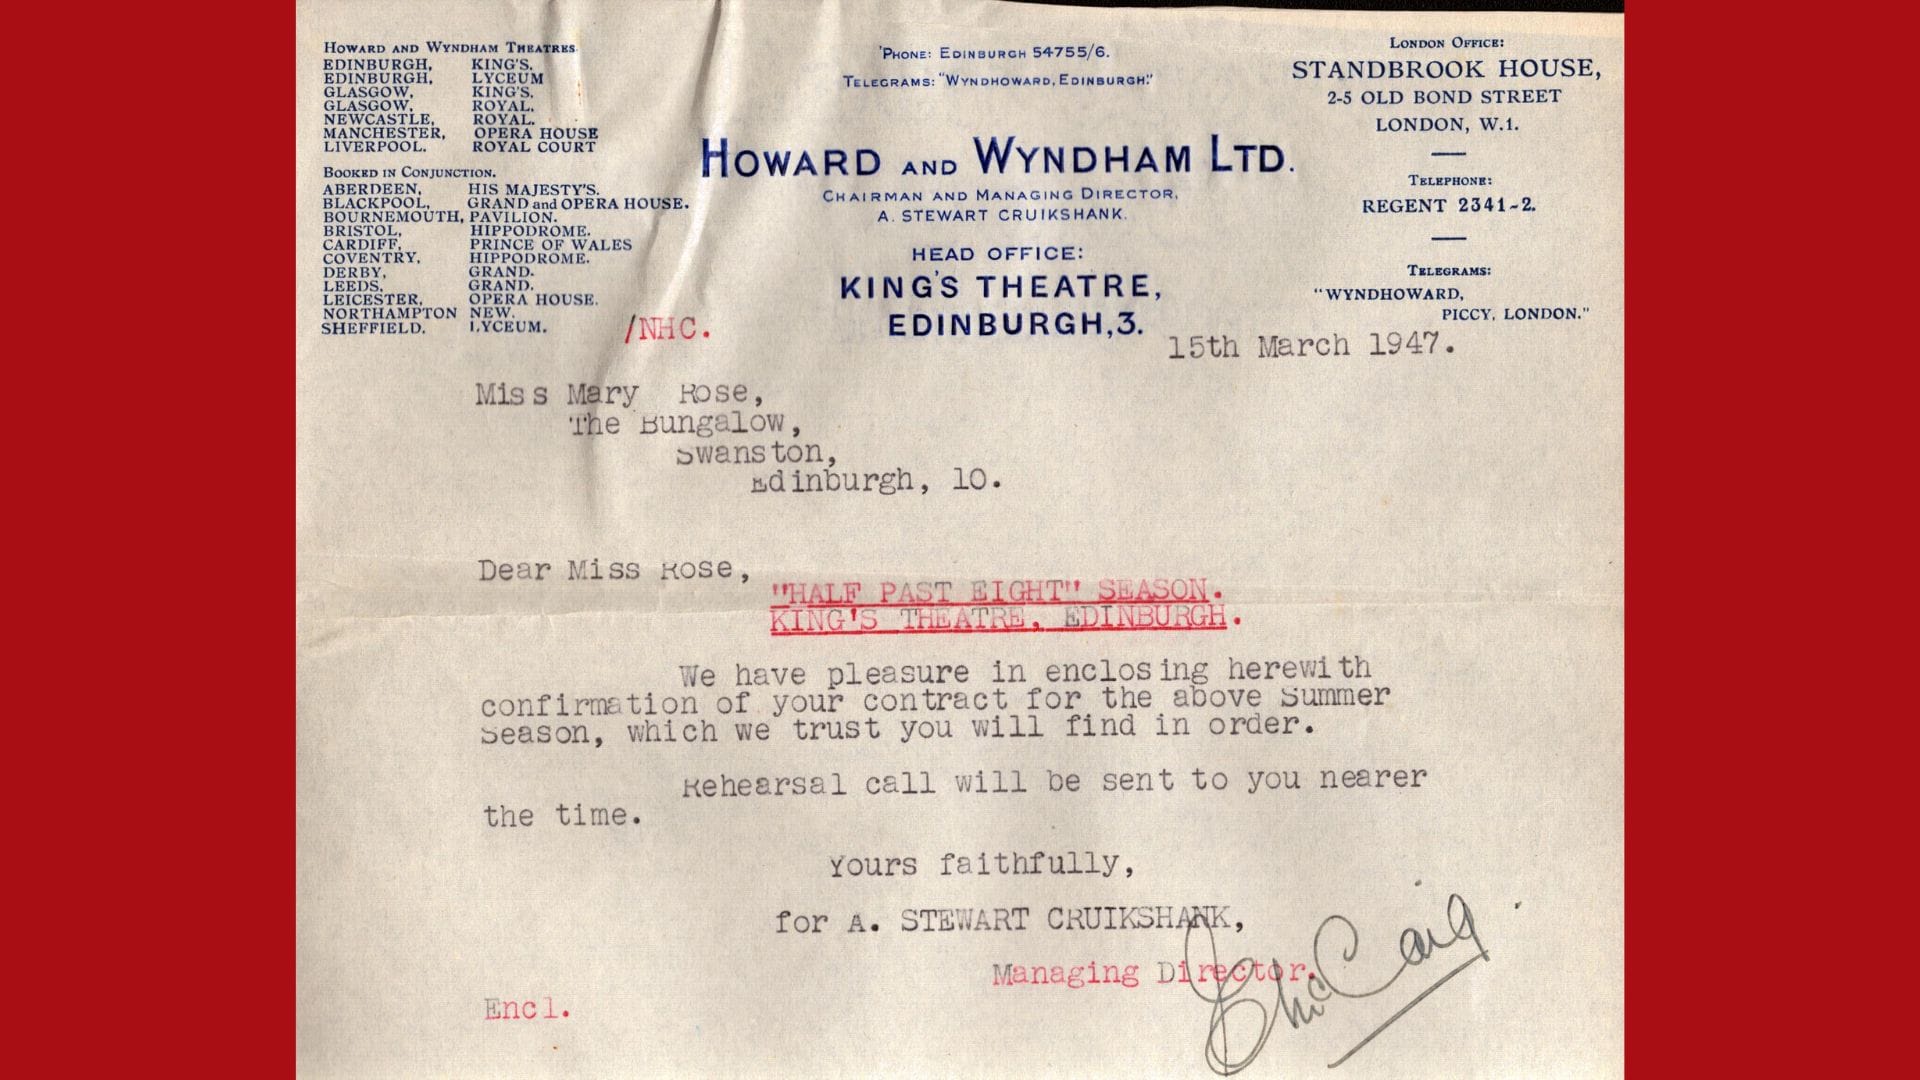 HOWARD AND WYNDHAM THEATRES.
EDINBURGH, KING'S.
EDINBURGH, LYCEUM
GLASGOW, KING'S.
GLASGOW, ROYAL.
NEWCASTLE, ROYAL.
MANCHESTER, OPERA HOUSE
LIVERPOOL. ROYAL COURT
BOOKED IN CONJUNCTION.
ABERDEEN, HIS MAJESTY'S.
BLACKPOOL, GRAND and OPERA HOUSE.
BOURNEMOUTH, PAVILION.
BRISTOL, HIPPODROME.
CARDIFF, PRINCE OF WALES
COVENTRY, HIPPODROME.
DERBY, GRAND.
LEEDS, GRAND.
LEICESTER, OPERA HOUSE.
NORTHAMPTON NEW.
SHEFFIELD. LYCEUM.
'PHONE: EDINBURGH 54755/6.
TELEGRAMS: "WYNDHOWARD, EDINBURGH."
HOWARD AND WYNDHAM LTD.
CHAIRMAN AND MANAGING DIRECTOR,
A. STEWART CRUIKSHANK.
HEAD OFFICE:
KING'S THEATRE,
EDINBURGH,3.
LONDON OFFICE:
STANDBROOK HOUSE,
2-5 OLD BOND STREET
LONDON, W.1.
TELEPHONE:
REGENT 2341-2.
TELEGRAMS:
"WYNDHOWARD,
PICCY, LONDON."
/NHC.
15th March 1947.
Miss Mary Rose,
The Bungalow,
Swanston,
Edinburgh, 10.
Dear Miss Rose,
"HALF PAST EIGHT" SEASON.
KING'S THEATRE, EDINBURGH.
We have pleasure in enclosing herewith
confirmation of your contract for the above Summer
Season, which we trust you will find in order.
Rehearsal call will be sent to you nearer
the time.
Yours faithfully,
for A. STEWART CRUIKSHANK,
Managing Director.
Encl.